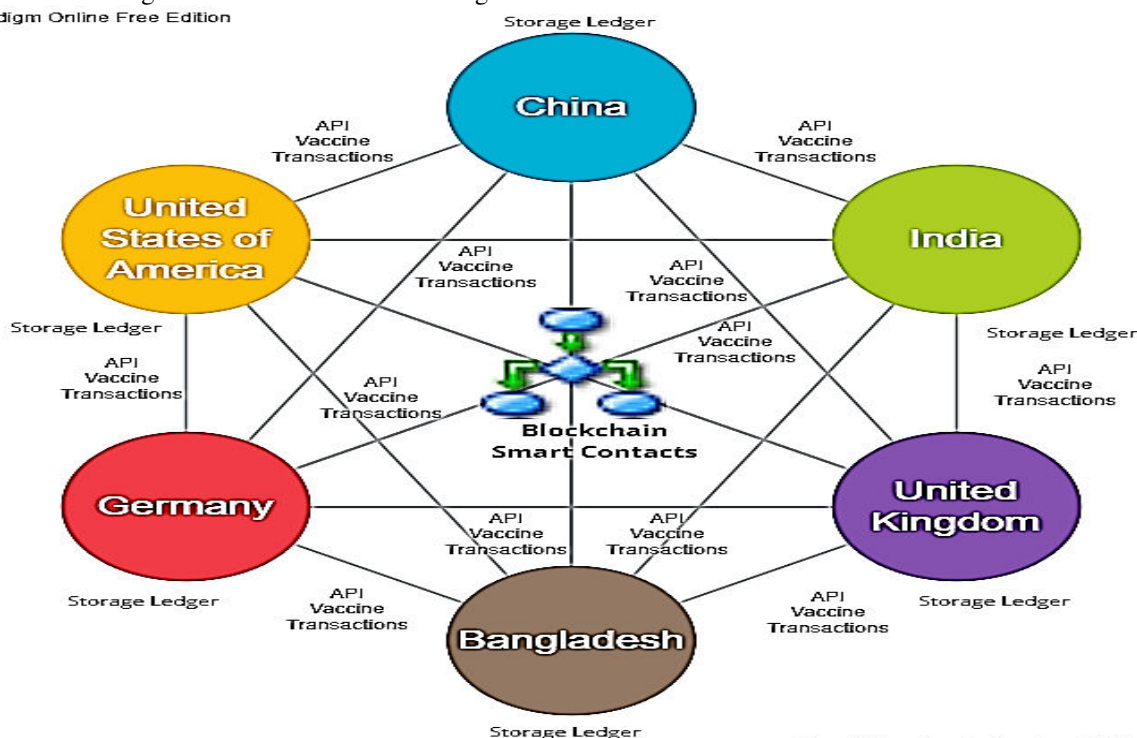 digm Online Free Edition
Storage Ledger
China
API
Vaccine
Transactions
API
Vaccine
Transactions
United
States of
America
India
API
Vaccine
Transactions
API
Vaccine
Transactions
Storage Ledger
API
Vaccine
Transactions
Storage Ledger
API
Vaccine
Transactions
API
Vaccine
Transactions
API
Vaccine
Transactions
Blockchain
Smart Contacts
Germany
United
Kingdom
API
Vaccine
Transactions
API
Vaccine
Transactions
Storage Ledger
API
Vaccine
Transactions
Bangladesh
API
Vaccine
Transactions
Storage Ledger
Storage Ledger